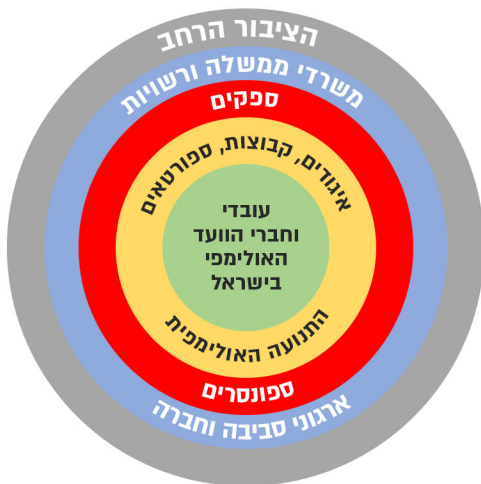 הציבור הרחב
משרדי ממשלה ורשויות
ספקים
איגודים, קבוצות, ספורטאים
עובדי
וחברי הוועד
האולימפי
בישראל
התנועה האולימפית
ספונסרים
ארגוני סביבה וחברה